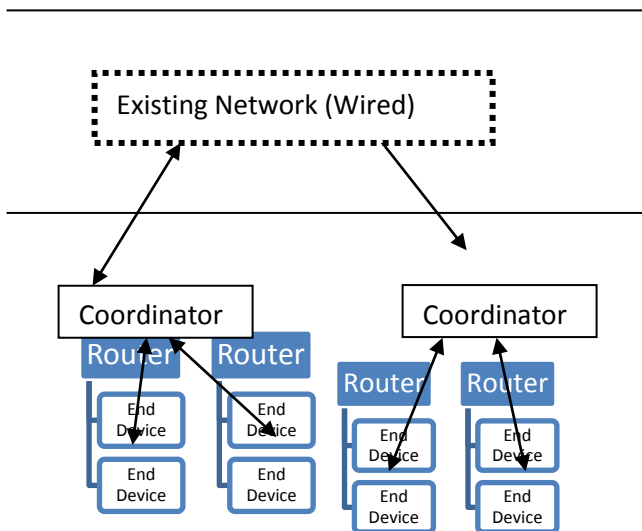 Existing Network (Wired)
Coordinator
Coordinator
Router
Router
Router
Router
End
Device
End
Device
End
Device
End
Device
End
Device
End
Device
End
Device
End
Device